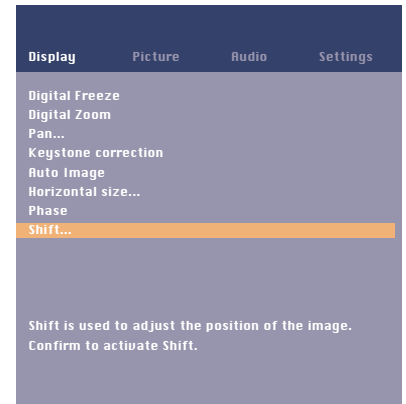 Display Picture Audio Settings
Digital Freeze
Digital Zoom
Pan...
Keystone correction
Auto Image
Horizontal size...
Phase
Shift...
Shift is used to adjust the position of the image.
Confirm to activate Shift.